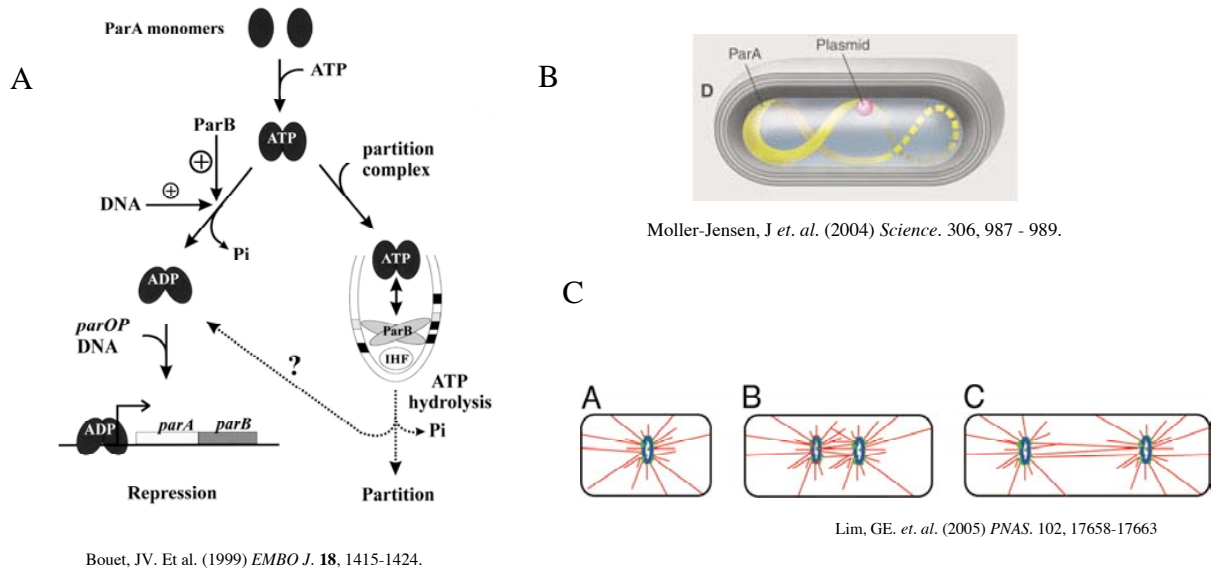 A
ParA monomers
ATP
ParB
⊕
ATP
partition
complex
DNA
⊕
Pi
ADP
ATP
parOP
DNA
ParB
IHF
?
ATP
hydrolysis
Pi
ADP
parA
parB
Repression
Partition
Bouet, JV. Et al. (1999) EMBO J. 18, 1415-1424.
B
ParA
Plasmid
D
Moller-Jensen, J et. al. (2004) Science. 306, 987 - 989.
C
A
B
C
Lim, GE. et. al. (2005) PNAS. 102, 17658-17663